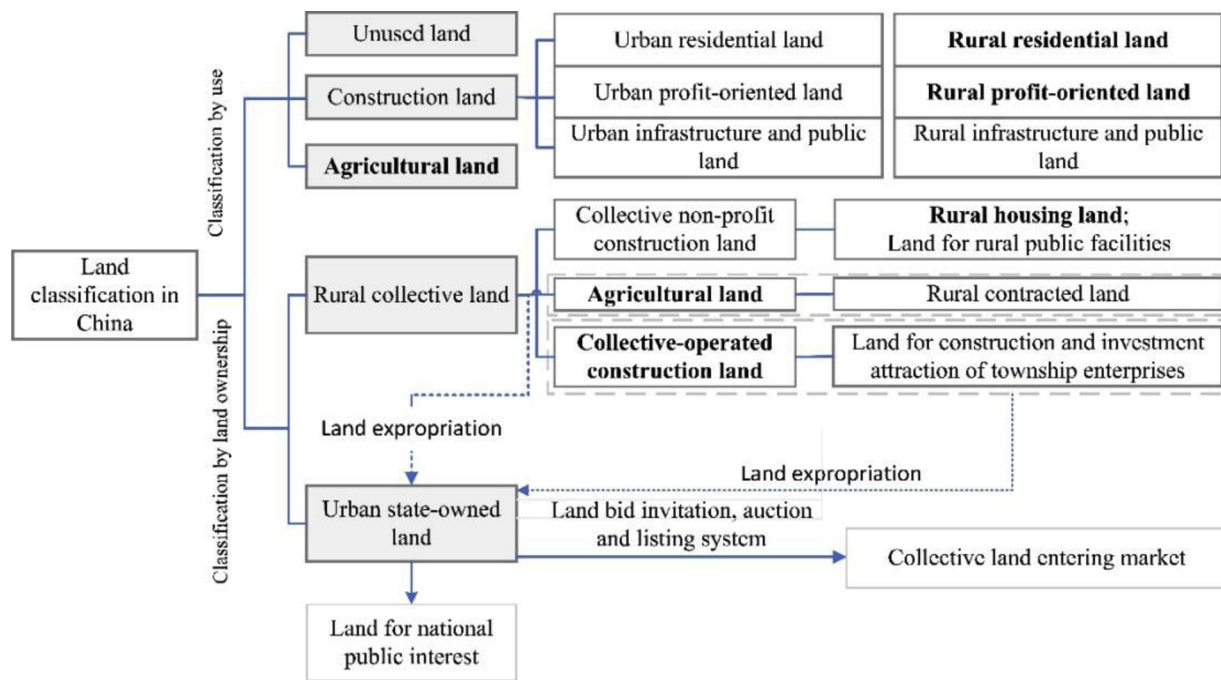 Land
classification in
China
Classification by use
Classification by land ownership
Unused land
Construction land
Agricultural land
Urban residential land
Rural residential land
Urban profit-oriented land
Rural profit-oriented land
Urban infrastructure and public
land
Rural infrastructure and public
land
Rural collective land
Collective non-profit
construction land
Rural housing land;
Land for rural public facilities
Agricultural land
Rural contracted land
Collective-operated
construction land
Land for construction and investment
attraction of township enterprises
Land expropriation
Land expropriation
Urban state-owned
land
Land bid invitation, auction
and listing system
Collective land entering market
Land for national
public interest